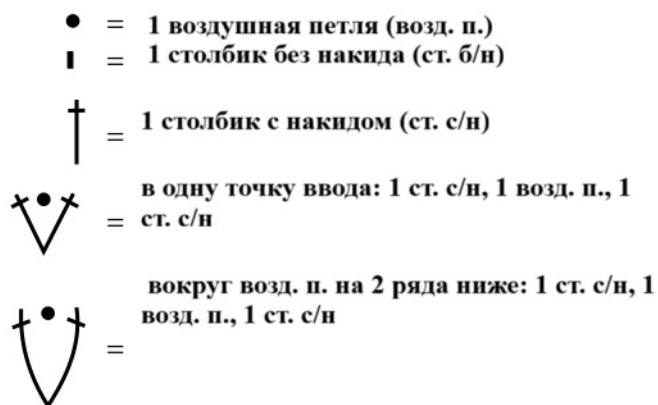 = 1 воздушная петля (возд. п.)
= 1 столбик без накида (ст. б/н)
= 1 столбик с накидом (ст. с/н)
в одну точку ввода: 1 ст. с/н, 1 возд. п., 1
= ст. с/н
вокруг возд. п. на 2 ряда ниже: 1 ст. с/н, 1
возд. п., 1 ст. с/н
=